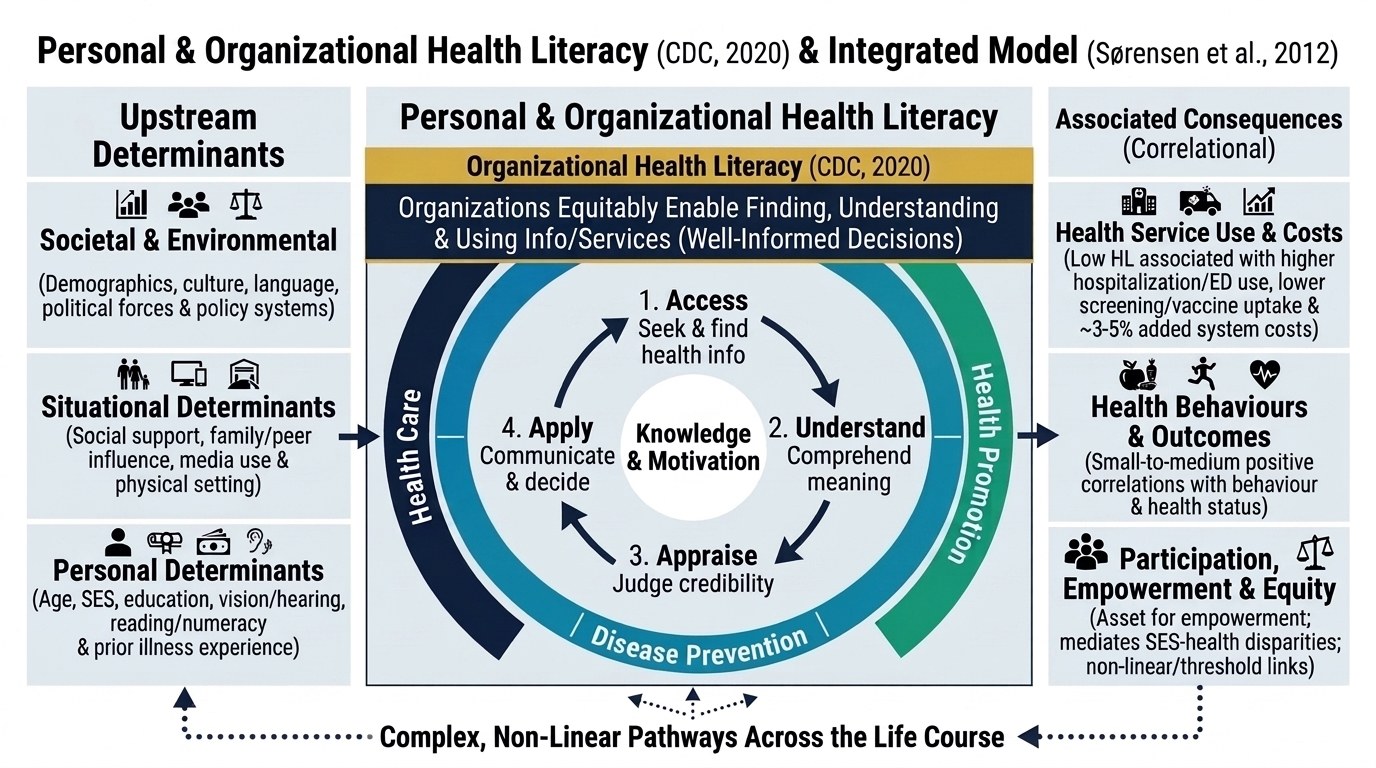 Personal & Organizational Health Literacy (CDC, 2020) & Integrated Model (Sørensen et al., 2012)
Upstream
Determinants
Societal & Environmental
(Demographics, culture, language,
political forces & policy systems)
Situational Determinants
(Social support, family/peer
influence, media use &
physical setting)
Personal Determinants
(Age, SES, education, vision/hearing,
reading/numeracy
& prior illness experience)
Personal & Organizational Health Literacy
Organizational Health Literacy (CDC, 2020)
Organizations Equitably Enable Finding, Understanding
& Using Info/Services (Well-Informed Decisions)
Health Care
1. Access
Seek & find
health info
2. Understand
Comprehend
meaning
3. Appraise
Judge credibility
4. Apply
Communicate
& decide
Knowledge
& Motivation
Disease Prevention
Health Promotion
Associated Consequences
(Correlational)
Health Service Use & Costs
(Low HL associated with higher
hospitalization/ED use, lower
screening/vaccine uptake &
~3-5% added system costs)
Health Behaviours
& Outcomes
(Small-to-medium positive
correlations with behaviour
& health status)
Participation,
Empowerment & Equity
(Asset for empowerment;
mediates SES-health disparities;
non-linear/threshold links)
Complex, Non-Linear Pathways Across the Life Course